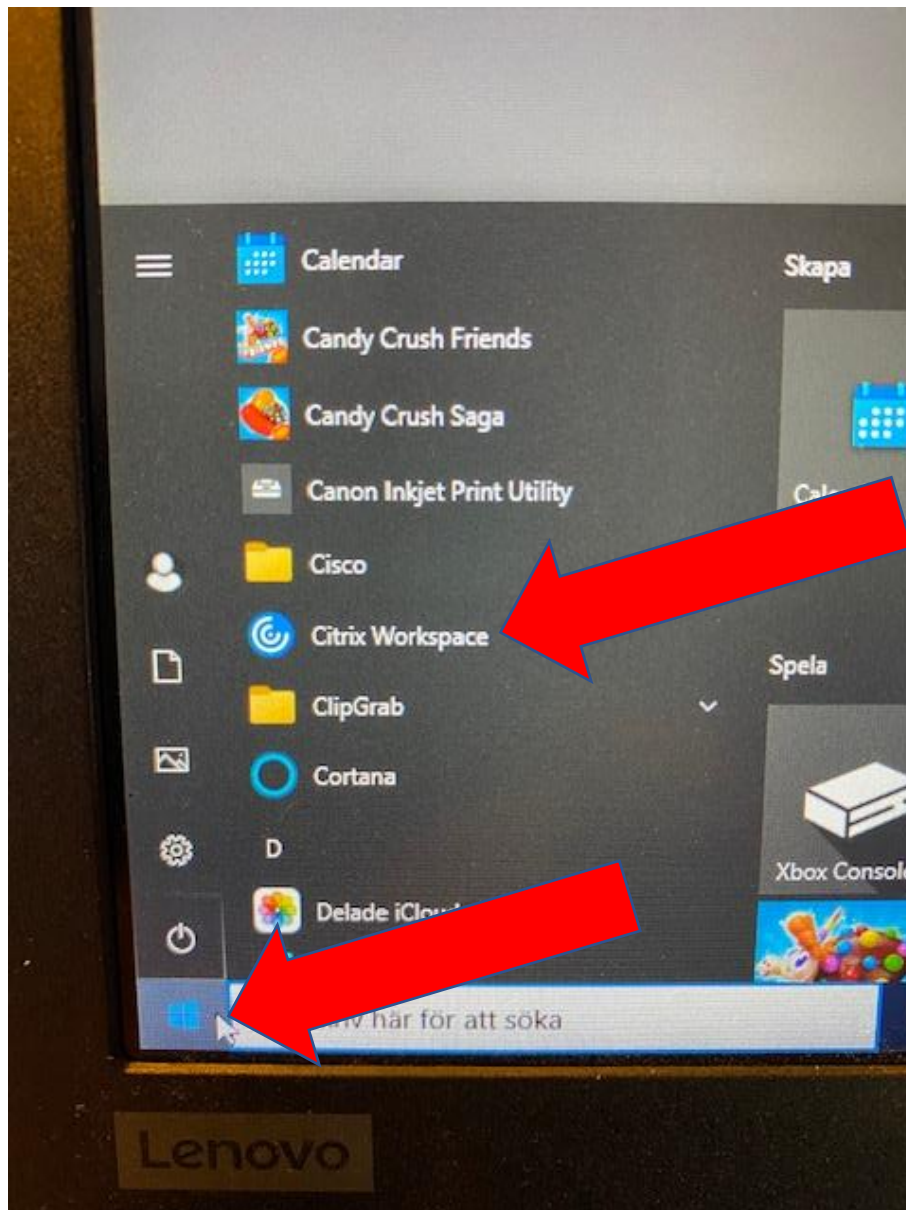 Calendar
Candy Crush Friends
Candy Crush Saga
Canon Inkjet Print Utility
Cisco
Citrix Workspace
ClipGrab
Cortana
D
Delade
Skapa
Spela
Xbox
här för att söka
Lenovo